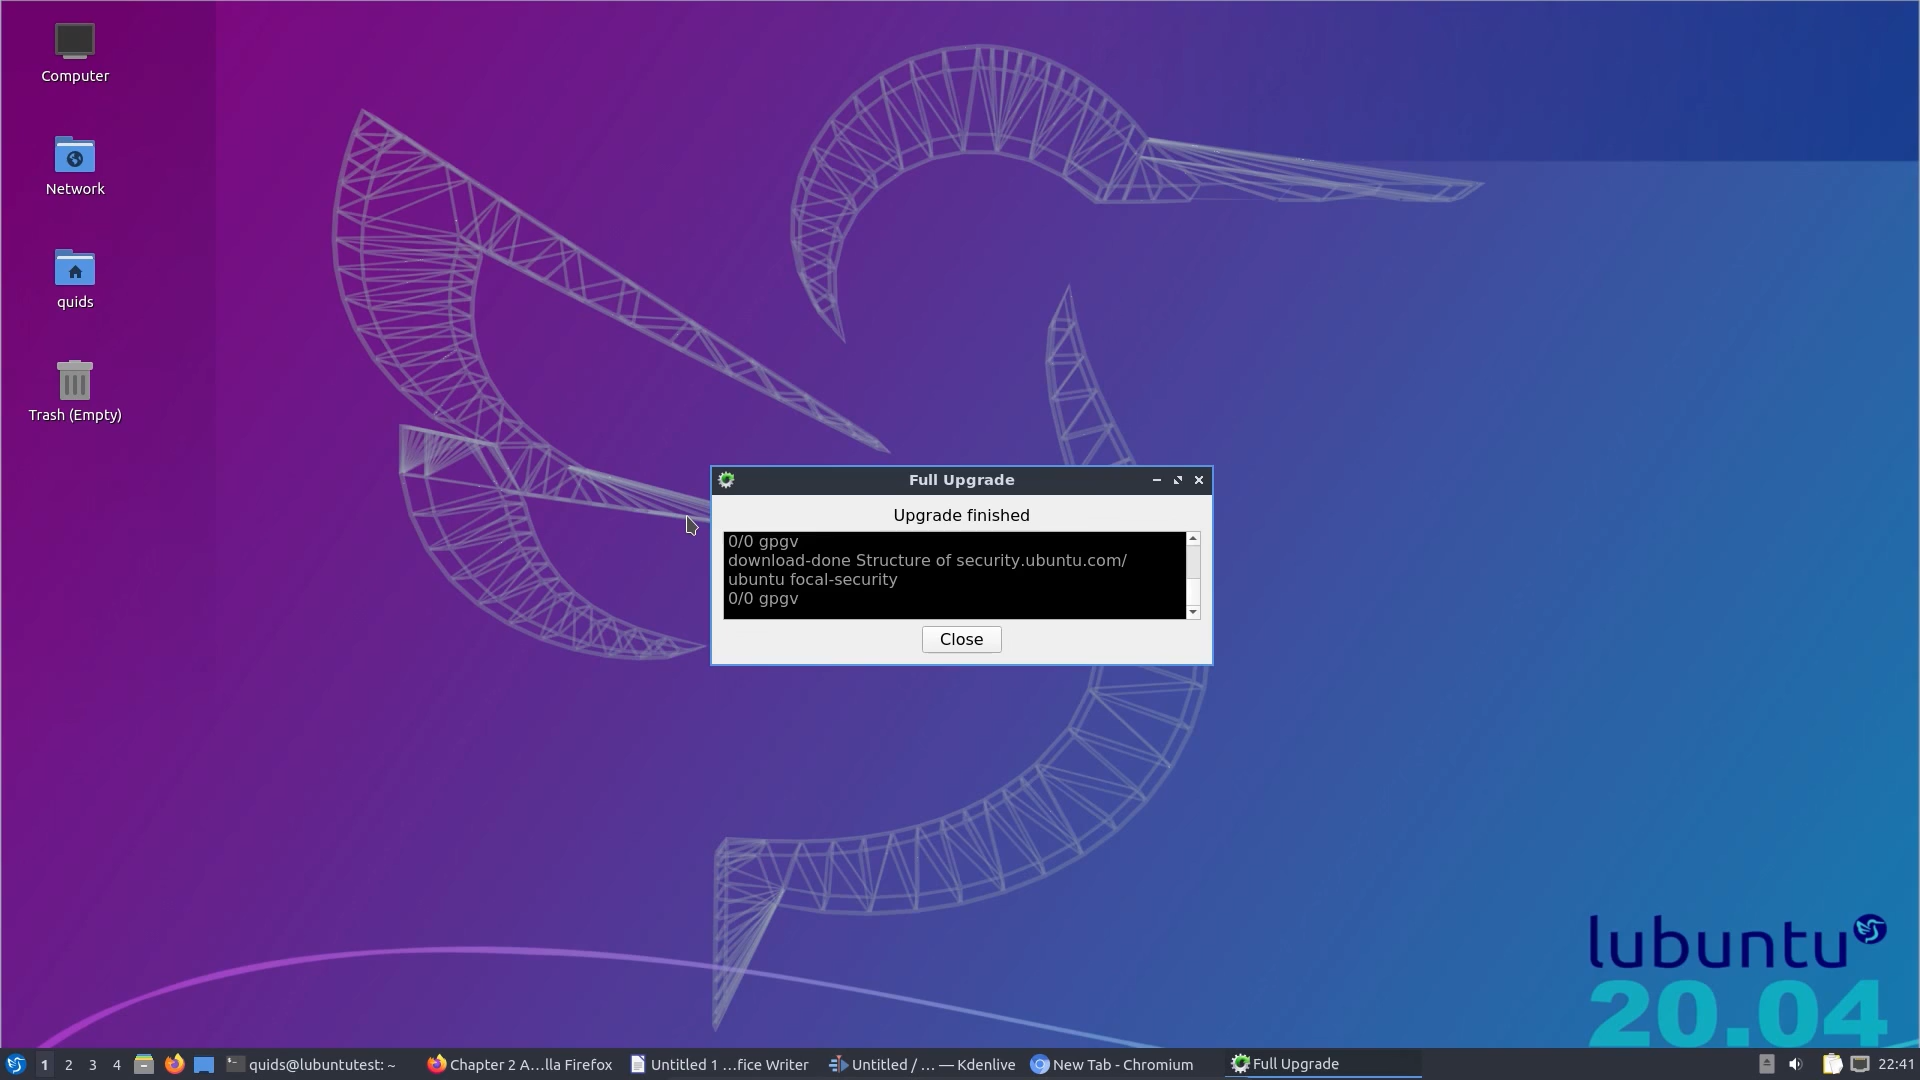 Computer
Network
quids
Trash (Empty)
Full Upgrade
Upgrade finished
0/0 gpgv
download-done Structure of security.ubuntu.com/
ubuntu focal-security
0/0 gpgv
Close
lubuntu
20.04
1 2 3 4 quids@lubuntutest: ~ Chapter 2 A...lla Firefox Untitled 1 ...fice Writer Untitled / ... — Kdenlive New Tab - Chromium Full Upgrade 22:41